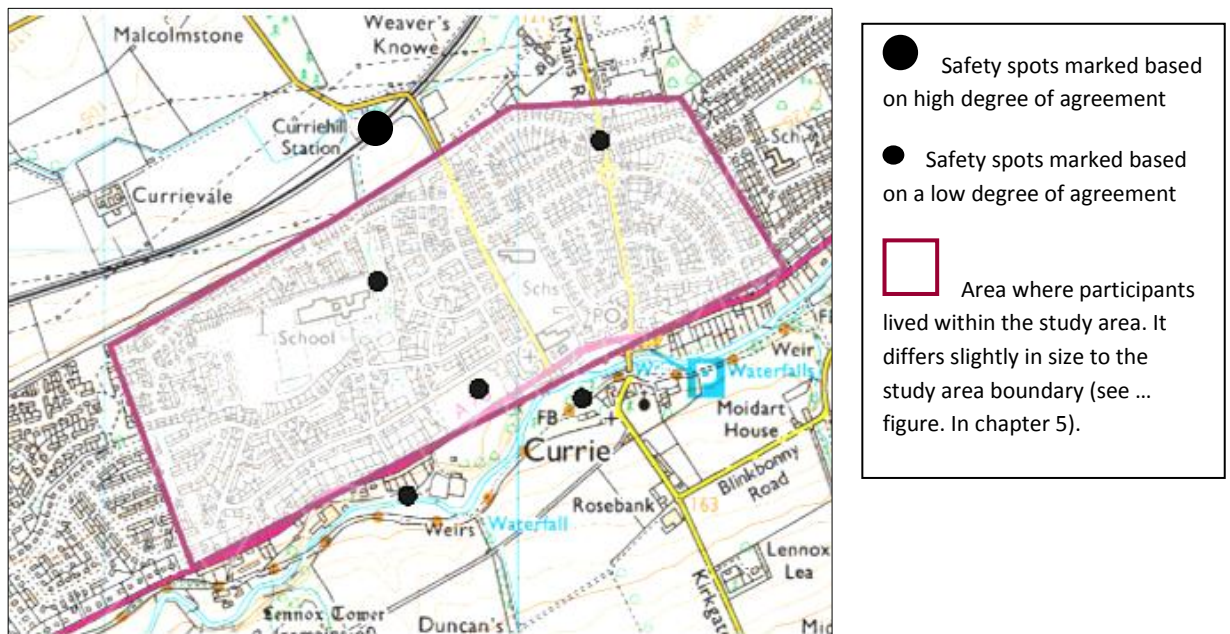 Weaver's
Knowe
Malcolmstone
Mains R
Curriehill
Station
Currievale
Sch
Schs
School
PO
Weir
Waterfalls
FB
Currie
Moidart
House
Blinkbonny
Road
Rosebank
163
Weirs
Waterfall
Lennox
Lea
Kirkgat
Lennox Tower
Duncan's
Safety spots marked based
on high degree of agreement
Safety spots marked based
on a low degree of agreement
Area where participants
lived within the study area. It
differs slightly in size to the
study area boundary (see …
figure. In chapter 5).